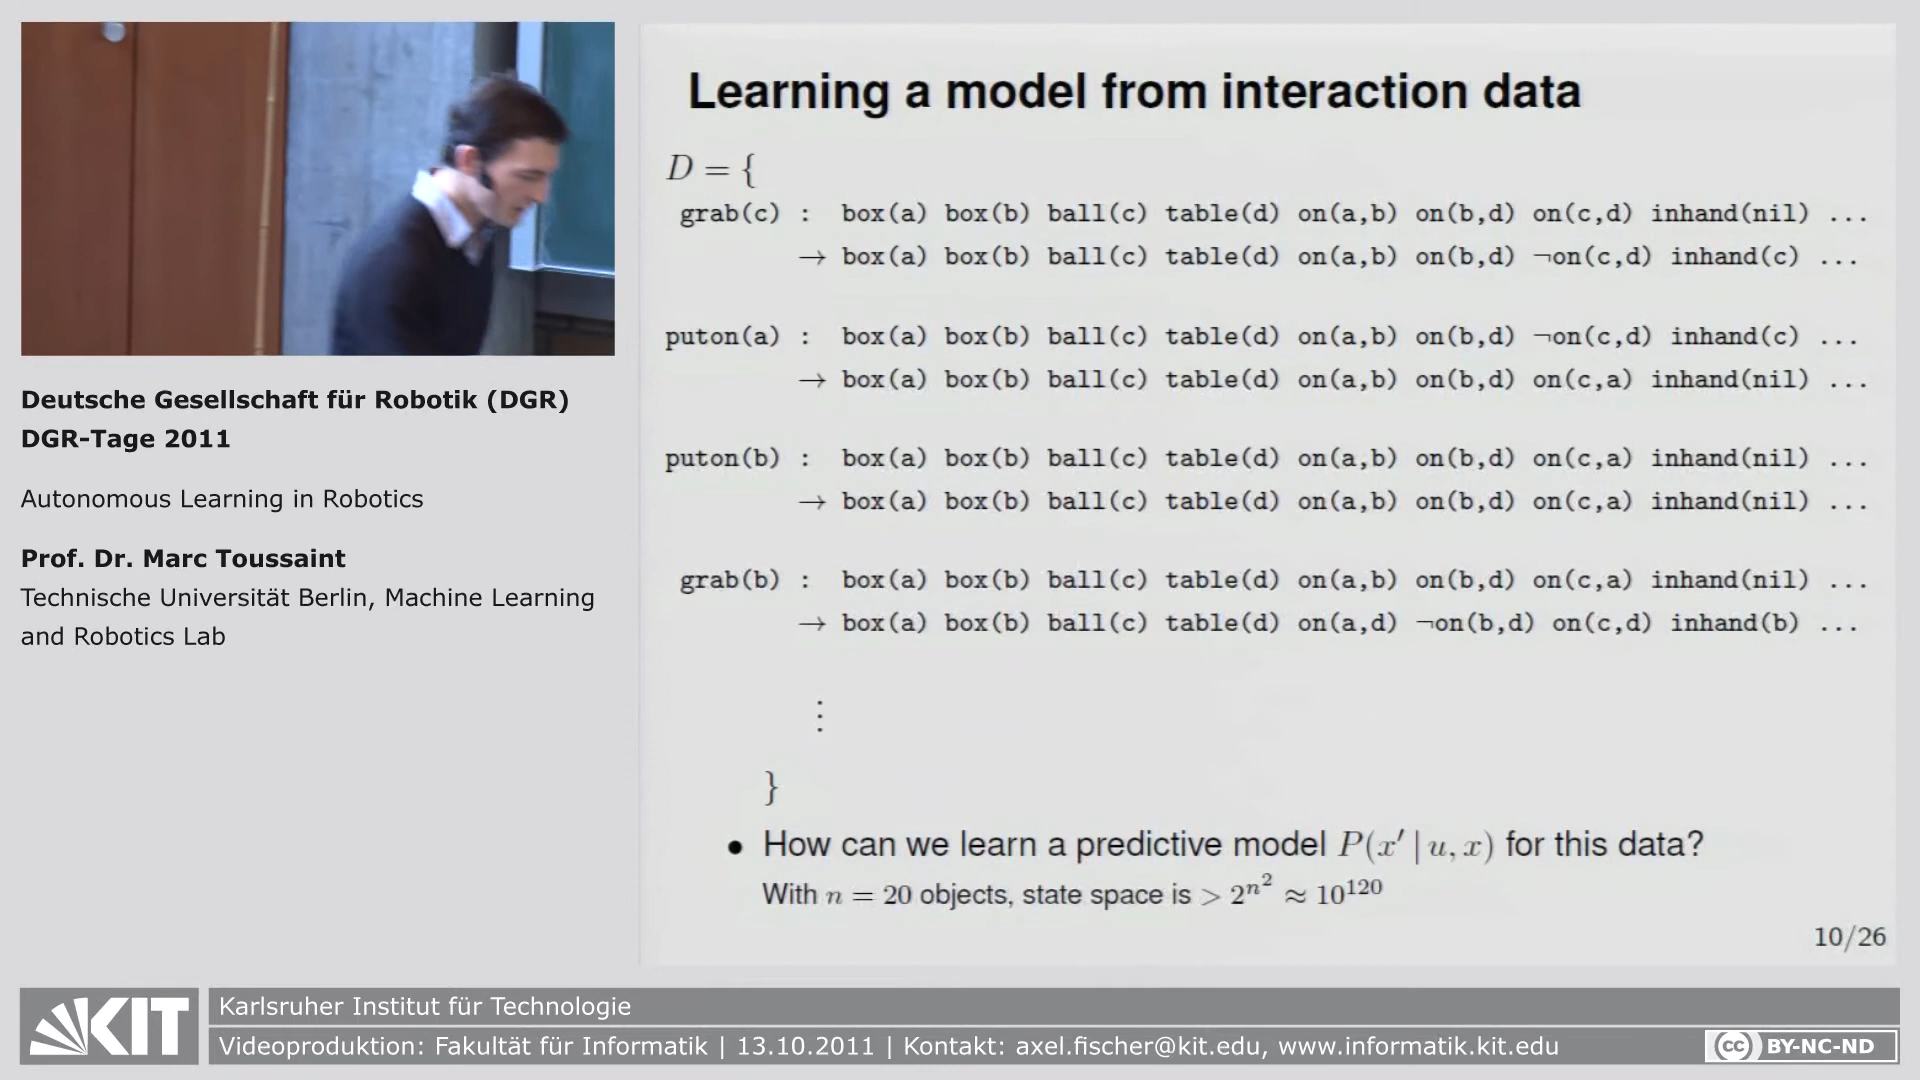 Learning a model from interaction data
D = {
grab(c) : box(a) box(b) ball(c) table(d) on(a,b) on(b,d) on(c,d) inhand(nil) ...
→ box(a) box(b) ball(c) table(d) on(a,b) on(b,d) ¬on(c,d) inhand(c) ...
puton(a) : box(a) box(b) ball(c) table(d) on(a,b) on(b,d) ¬on(c,d) inhand(c) ...
→ box(a) box(b) ball(c) table(d) on(a,b) on(b,d) on(c,a) inhand(nil) ...
puton(b) : box(a) box(b) ball(c) table(d) on(a,b) on(b,d) on(c,a) inhand(nil) ...
→ box(a) box(b) ball(c) table(d) on(a,b) on(b,d) on(c,a) inhand(nil) ...
grab(b) : box(a) box(b) ball(c) table(d) on(a,b) on(b,d) on(c,a) inhand(nil) ...
→ box(a) box(b) ball(c) table(d) on(a,d) ¬on(b,d) on(c,d) inhand(b) ...
⋮
}
• How can we learn a predictive model P(x′ | u, x) for this data?
With n = 20 objects, state space is > 2^{n^2} ≈ 10^{120}
10/26
Deutsche Gesellschaft für Robotik (DGR)
DGR-Tage 2011
Autonomous Learning in Robotics
Prof. Dr. Marc Toussaint
Technische Universität Berlin, Machine Learning
and Robotics Lab
KIT
Karlsruher Institut für Technologie
Videoproduktion: Fakultät für Informatik | 13.10.2011 | Kontakt: axel.fischer@kit.edu, www.informatik.kit.edu
cc BY-NC-ND